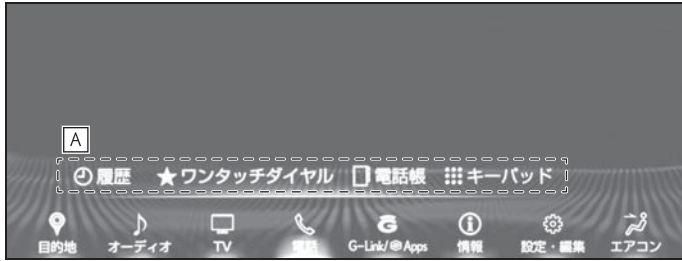 A
履歴 ★ワンタッチダイヤル 電話帳 キーパッド
目的地 オーディオ TV 電話 G-Link/Apps 情報 設定・編集 エアコン